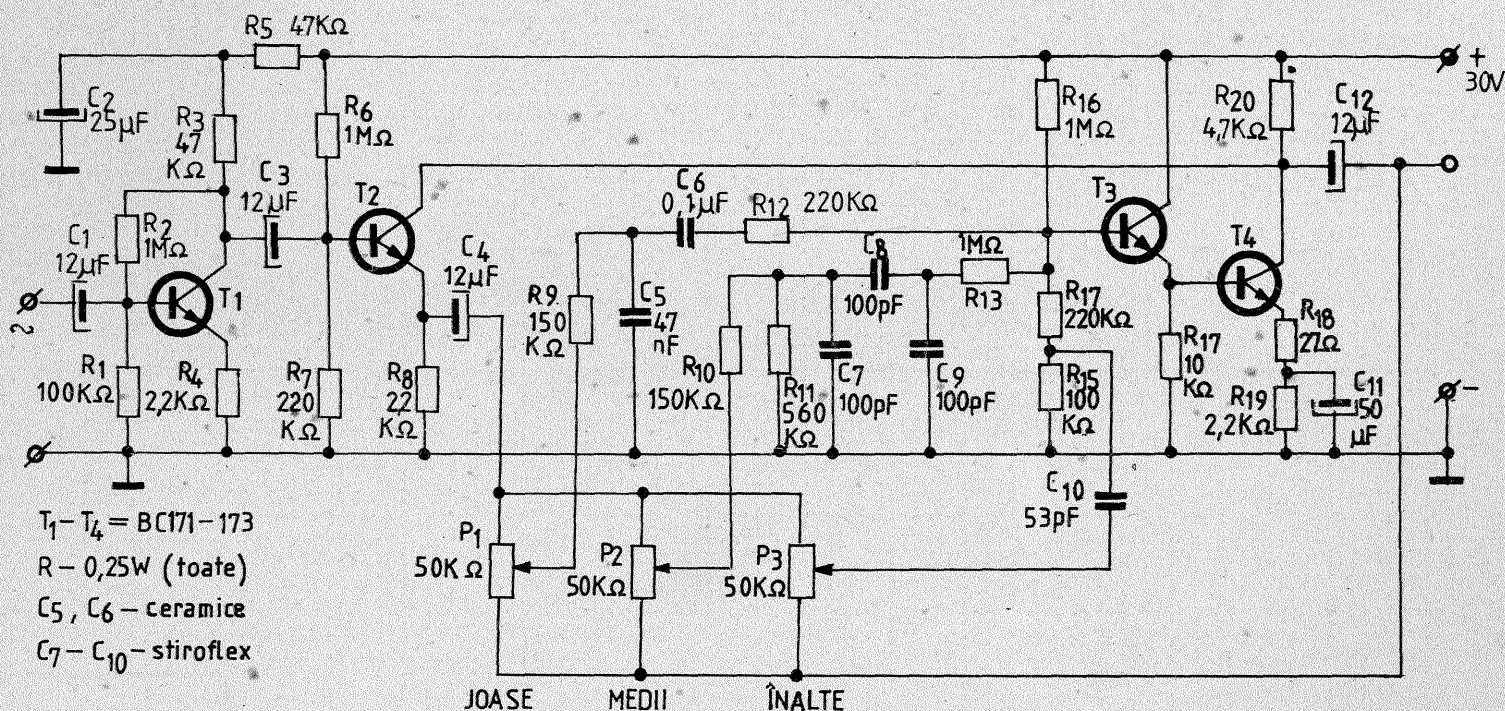 R5 47KΩ
+
30V
C2
25µF
R3
47
KΩ
R6
1MΩ
R16
1MΩ
R20
4,7KΩ
C12
12µF
C3
12µF
T2
C6
0,1µF
R12 220KΩ
T3
C1
12µF
R2
1MΩ
T1
C4
12µF
C8
100pF
1MΩ
R13
T4
R9
150
KΩ
C5
47
nF
R17
220KΩ
R18
27Ω
R1
100KΩ
R4
2,2KΩ
R7
220
KΩ
R8
22
KΩ
R10
150KΩ
R11
560
KΩ
C7
100pF
C9
100pF
R15
100
KΩ
R17
10
KΩ
R19
2,2KΩ
C11
50
µF
-
C10
53pF
T1-T4 = BC171-173
R - 0,25W (toate)
C5, C6 - ceramice
C7 - C10 - stiroflex
P1
50KΩ
P2
50KΩ
P3
50KΩ
JOASE MEDII ÎNALTE